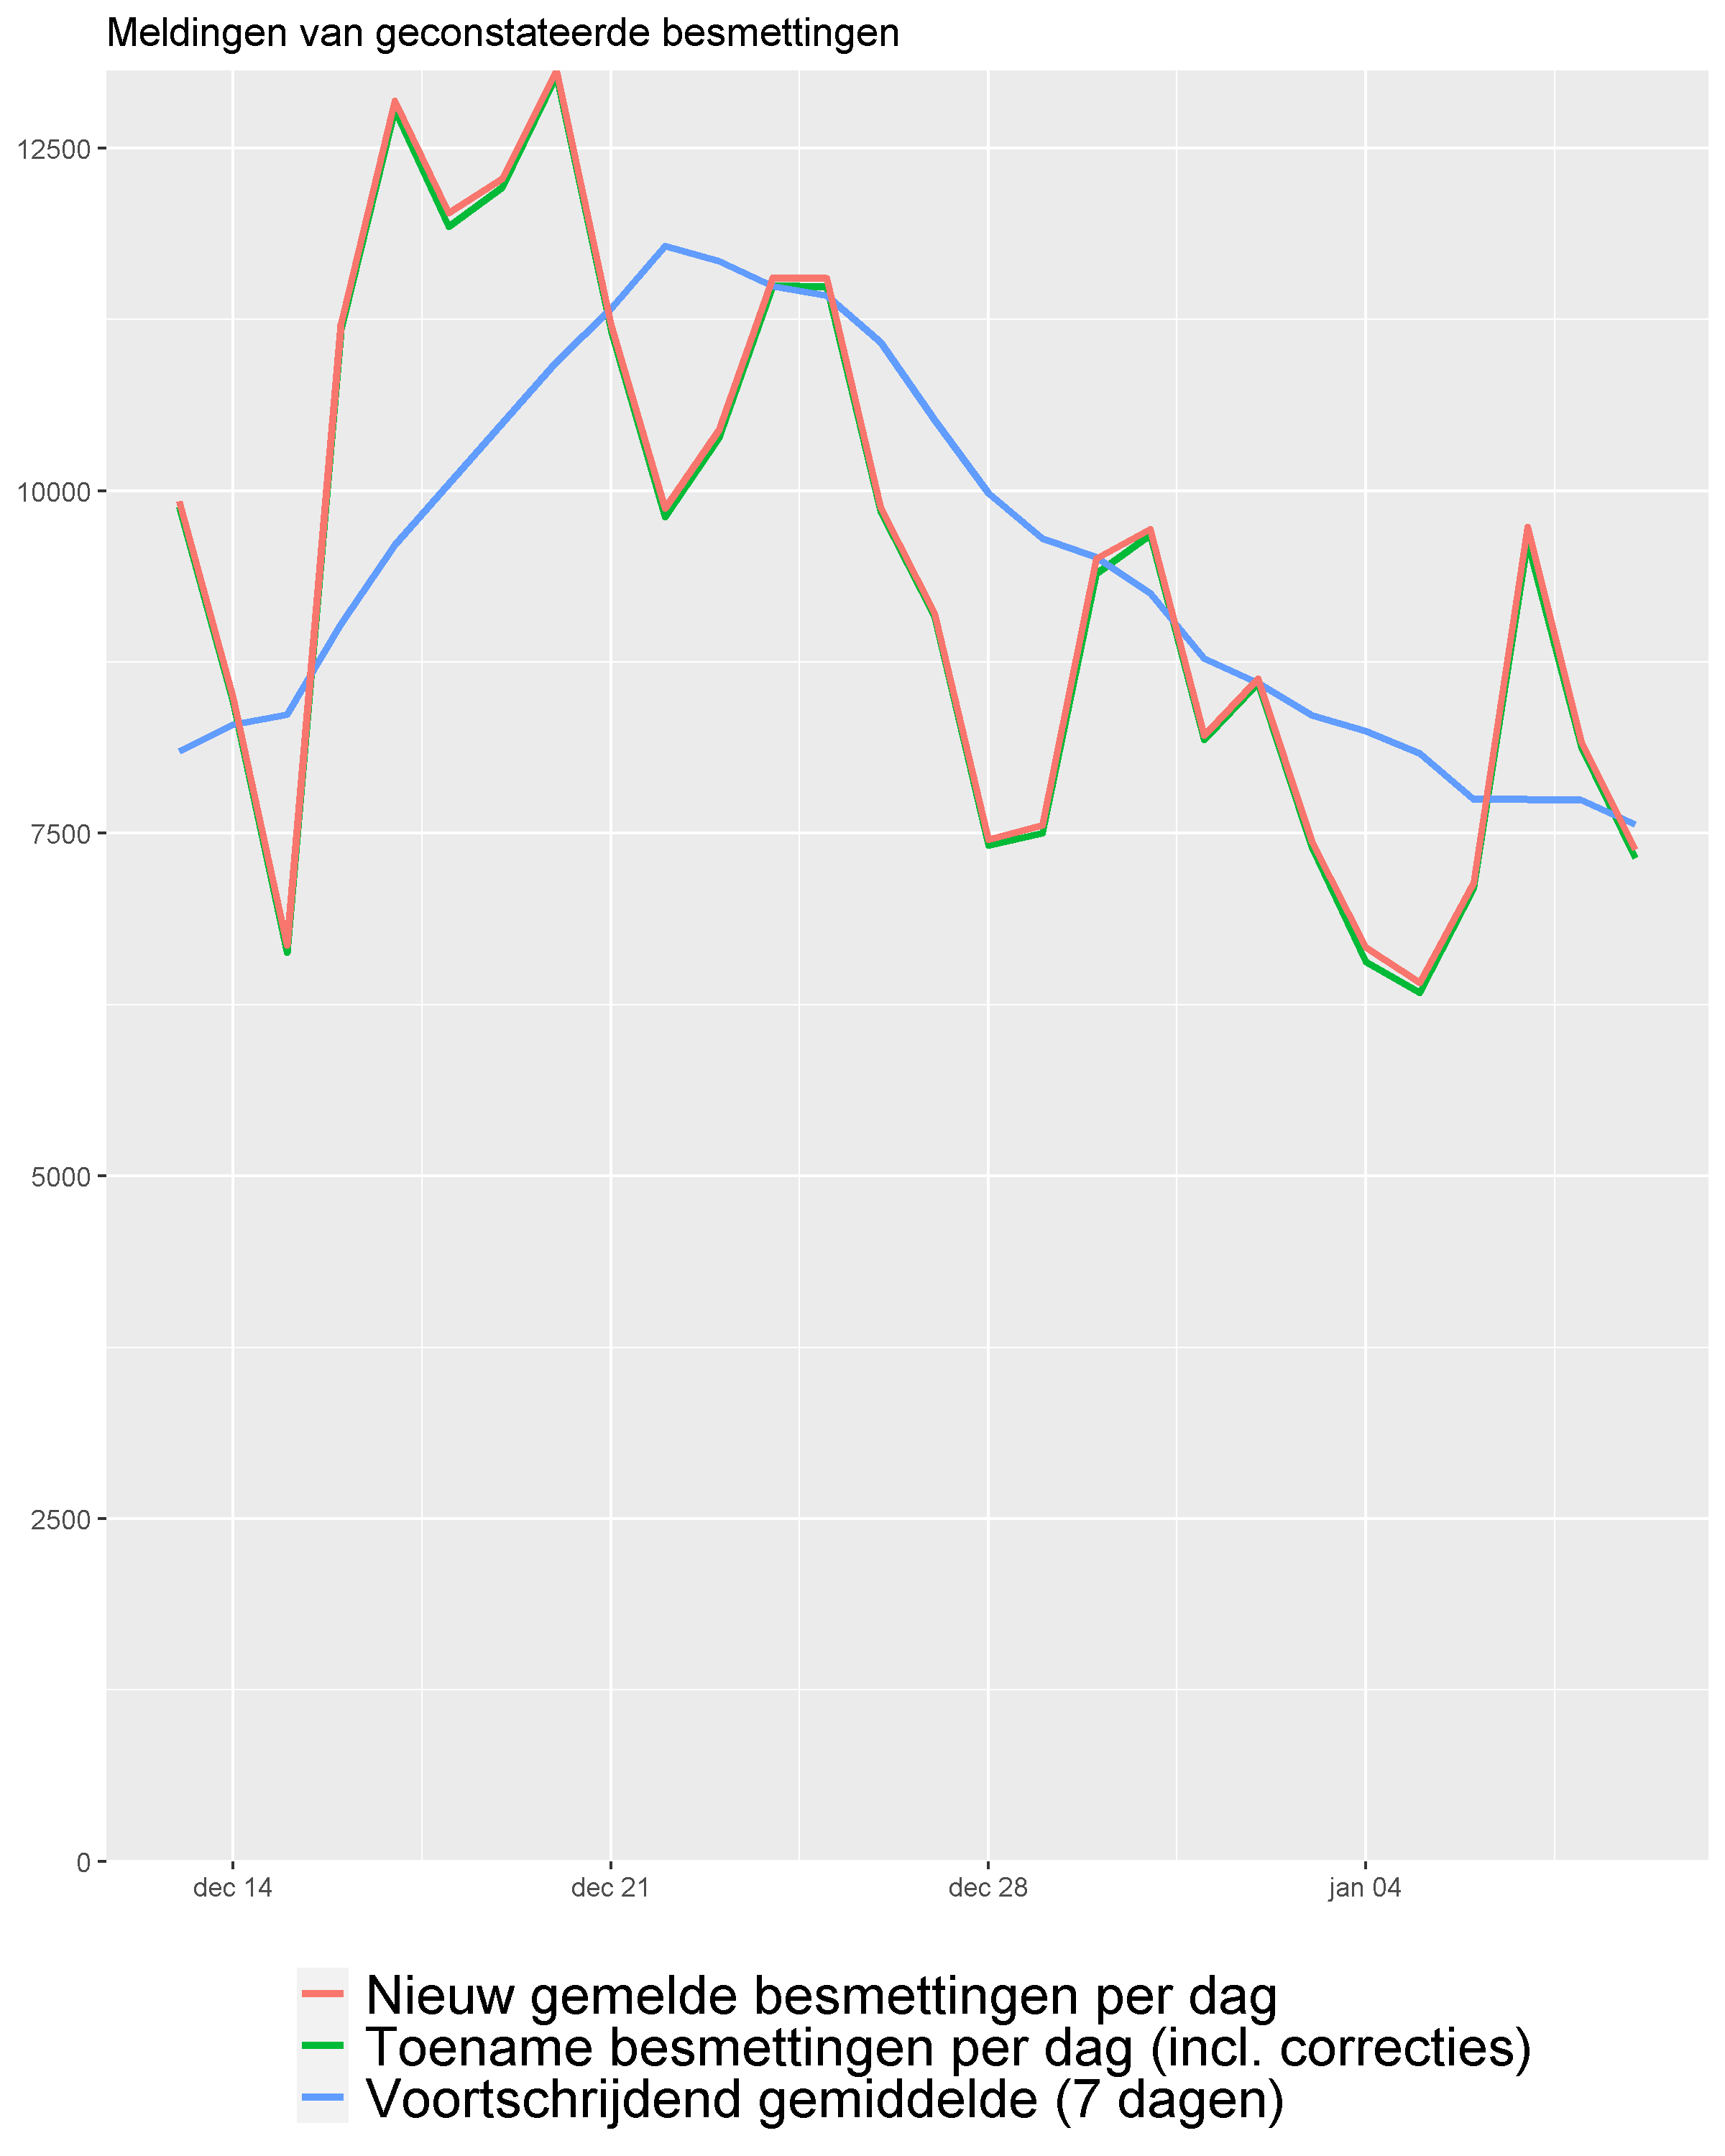 Meldingen van geconstateerde besmettingen
12500
10000
7500
5000
2500
0
dec 14
dec 21
dec 28
jan 04
Nieuw gemelde besmettingen per dag
Toename besmettingen per dag (incl. correcties)
Voortschrijdend gemiddelde (7 dagen)